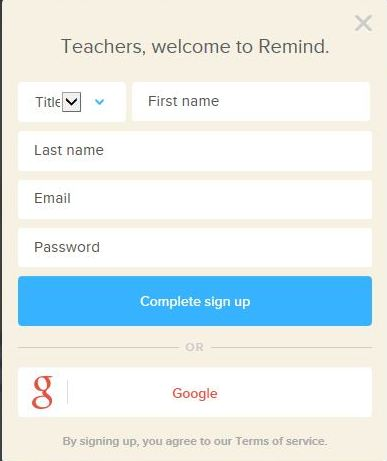 Teachers, welcome to Remind.
Title First name
Last name
Email
Password
Complete sign up
OR
g Google
By signing up, you agree to our Terms of service.